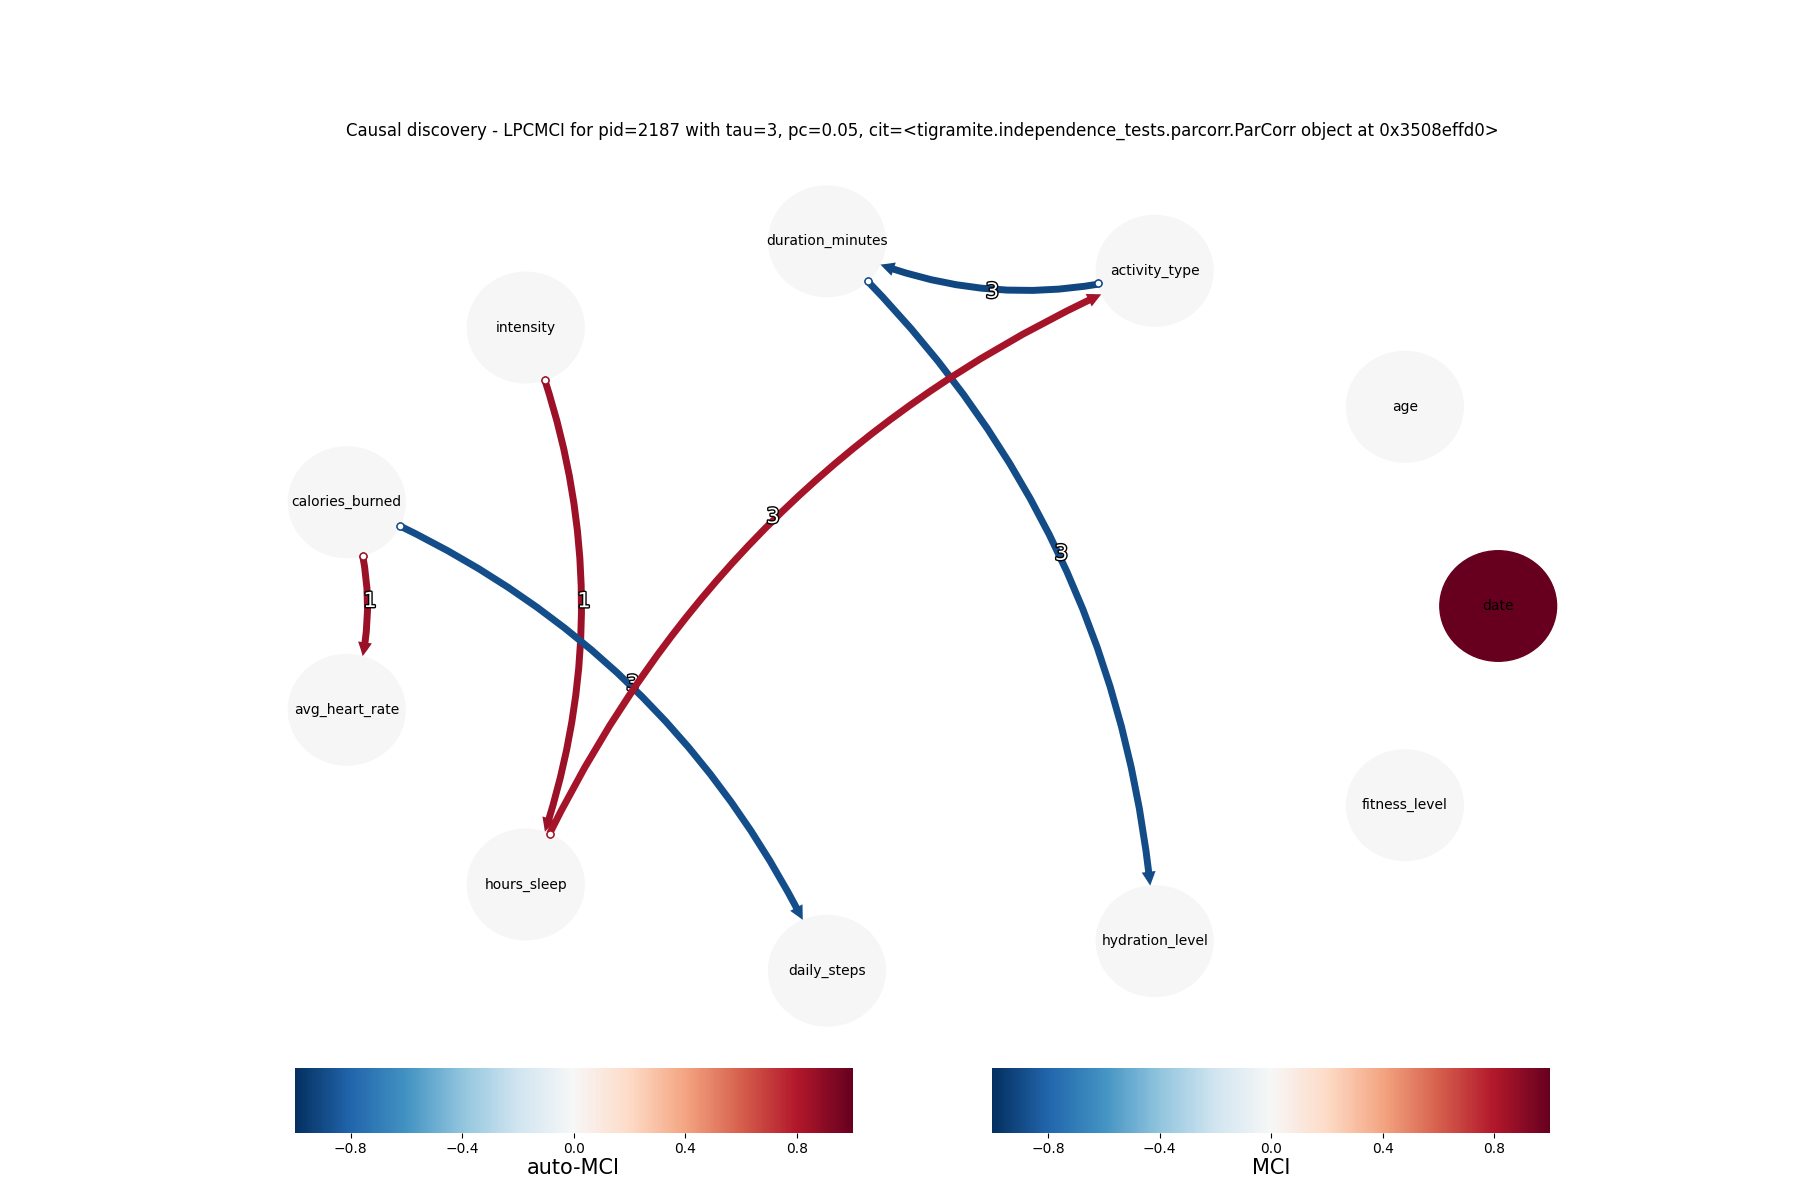 Causal discovery - LPCMCI for pid=2187 with tau=3, pc=0.05, cit=<tigramite.independence_tests.parcorr.ParCorr object at 0x3508effd0>
duration_minutes
activity_type
3
intensity
age
calories_burned
3
3
1
1
date
3
avg_heart_rate
fitness_level
hours_sleep
hydration_level
daily_steps
−0.8 −0.4 0.0 0.4 0.8
auto-MCI
−0.8 −0.4 0.0 0.4 0.8
MCI